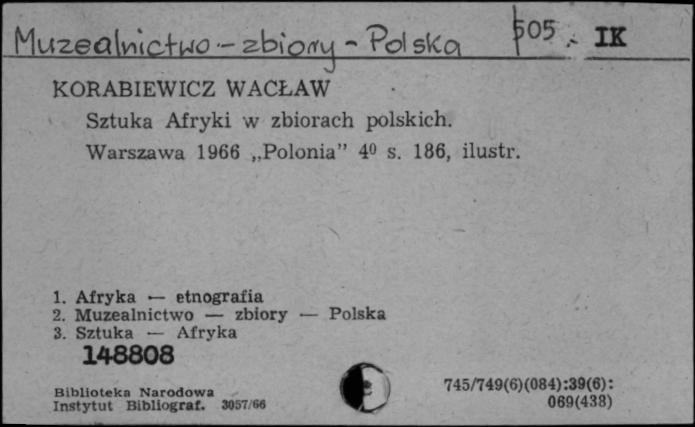 Muzealnictwo - zbiory - Polska 505 IK
KORABIEWICZ WACŁAW
Sztuka Afryki w zbiorach polskich.
Warszawa 1966 „Polonia” 4⁰ s. 186, ilustr.
1. Afryka — etnografia
2. Muzealnictwo — zbiory — Polska
3. Sztuka — Afryka
148808
Biblioteka Narodowa
Instytut Bibliograf. 3057/66
745/749(6)(084):39(6):
069(438)